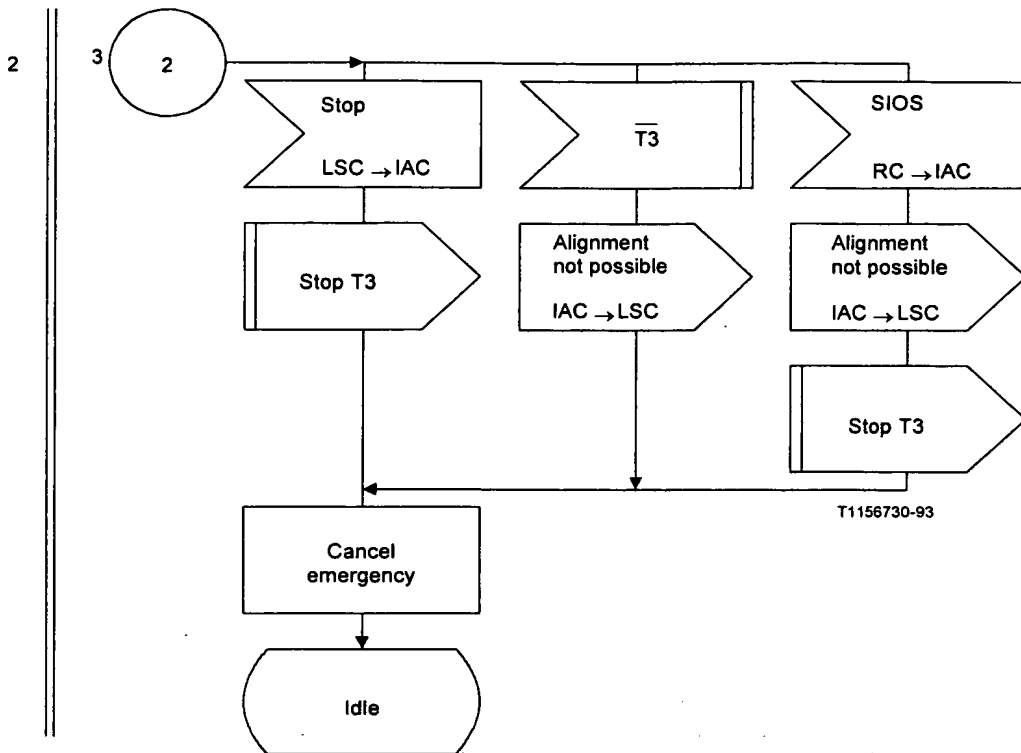 2
3
2
Stop
LSC → IAC
T3
SIOS
RC → IAC
Stop T3
Alignment
not possible
IAC → LSC
Alignment
not possible
IAC → LSC
Stop T3
T1156730-93
Cancel
emergency
Idle